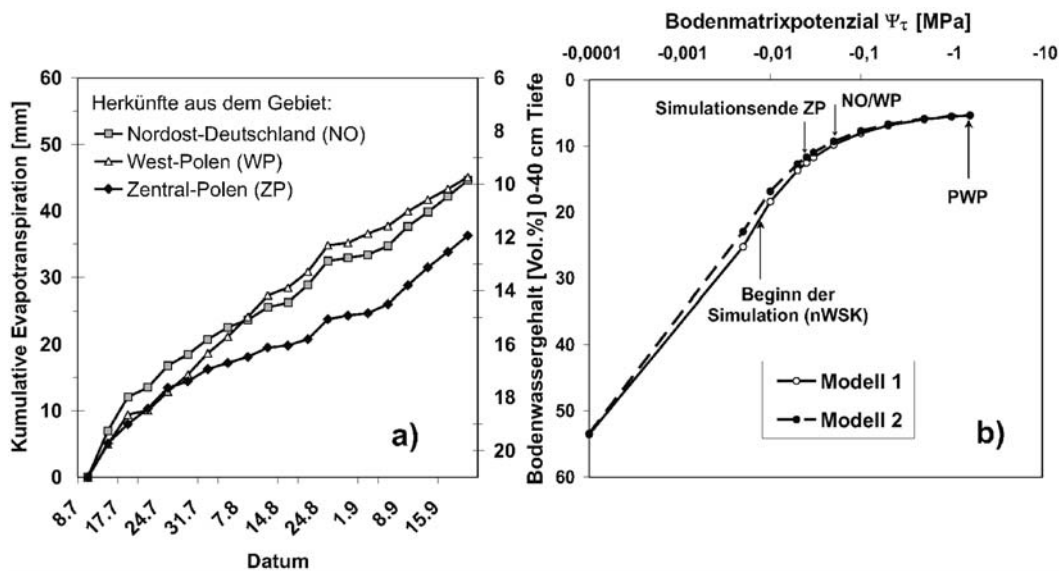 Kumulative Evapotranspiration [mm]
60
50
40
30
20
10
0
Herkünfte aus dem Gebiet:
Nordost-Deutschland (NO)
West-Polen (WP)
Zentral-Polen (ZP)
a)
8.7
17.7
24.7
31.7
7.8
14.8
24.8
1.9
8.9
15.9
Datum
6
8
10
12
14
16
18
20
Bodenwassergehalt [Vol.%] 0-40 cm Tiefe
Bodenmatrixpotenzial Ψτ [MPa]
-0,0001
-0,001
-0,01
-0,1
-1
-10
0
10
20
30
40
50
60
Simulationsende ZP
NO/WP
PWP
Beginn der
Simulation (nWSK)
Modell 1
Modell 2
b)